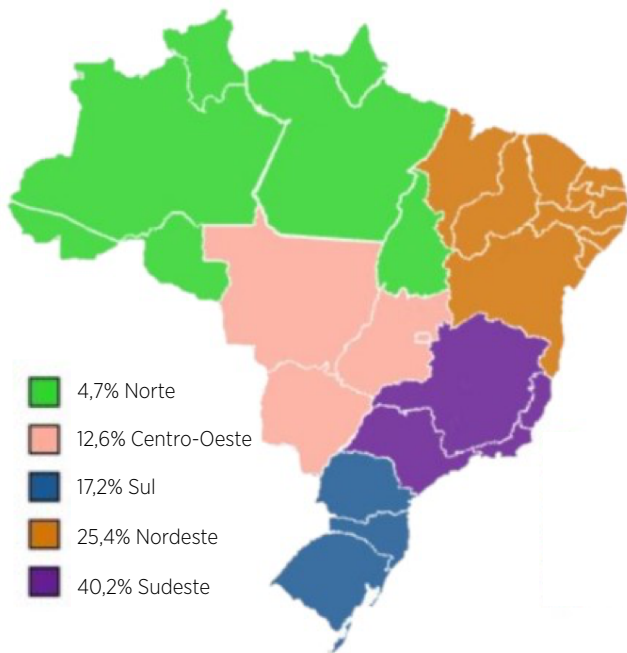 4,7% Norte
12,6% Centro-Oeste
17,2% Sul
25,4% Nordeste
40,2% Sudeste